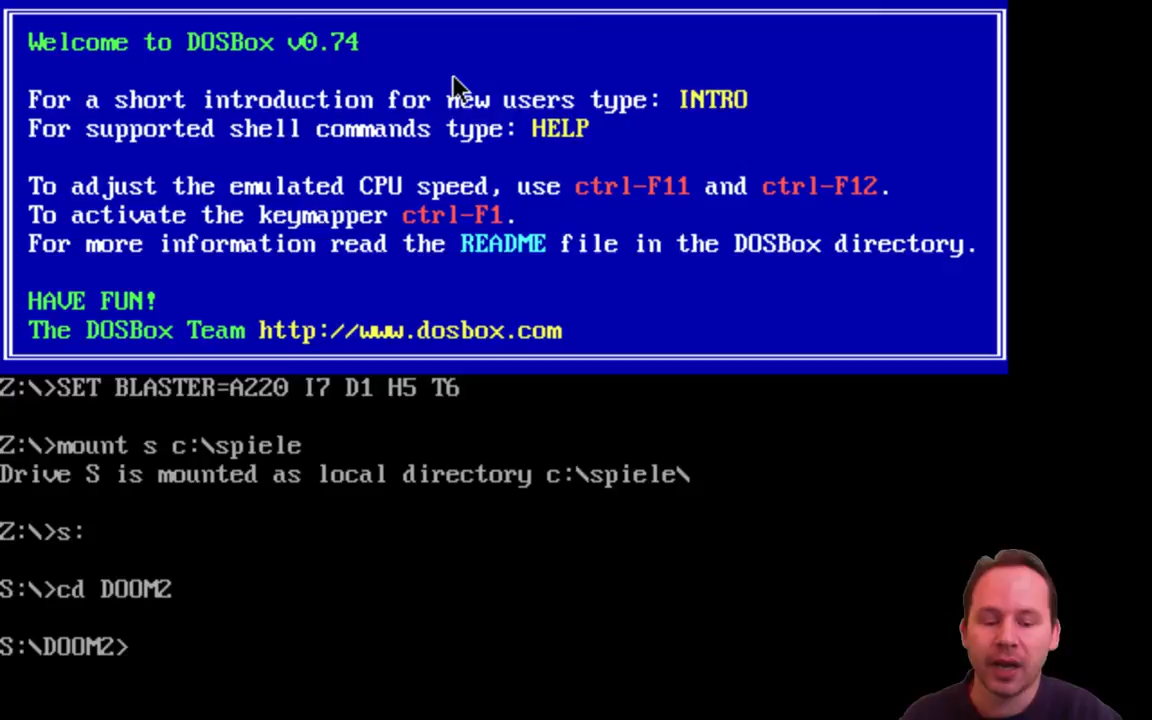 Welcome to DOSBox v0.74
For a short introduction for new users type: INTRO
For supported shell commands type: HELP
To adjust the emulated CPU speed, use ctrl-F11 and ctrl-F12.
To activate the keymapper ctrl-F1.
For more information read the README file in the DOSBox directory.
HAVE FUN!
The DOSBox Team http://www.dosbox.com
Z:\>SET BLASTER=A220 I7 D1 H5 T6
Z:\>mount s c:\spiele
Drive S is mounted as local directory c:\spiele\
Z:\>s:
S:\>cd DOOM2
S:\DOOM2>